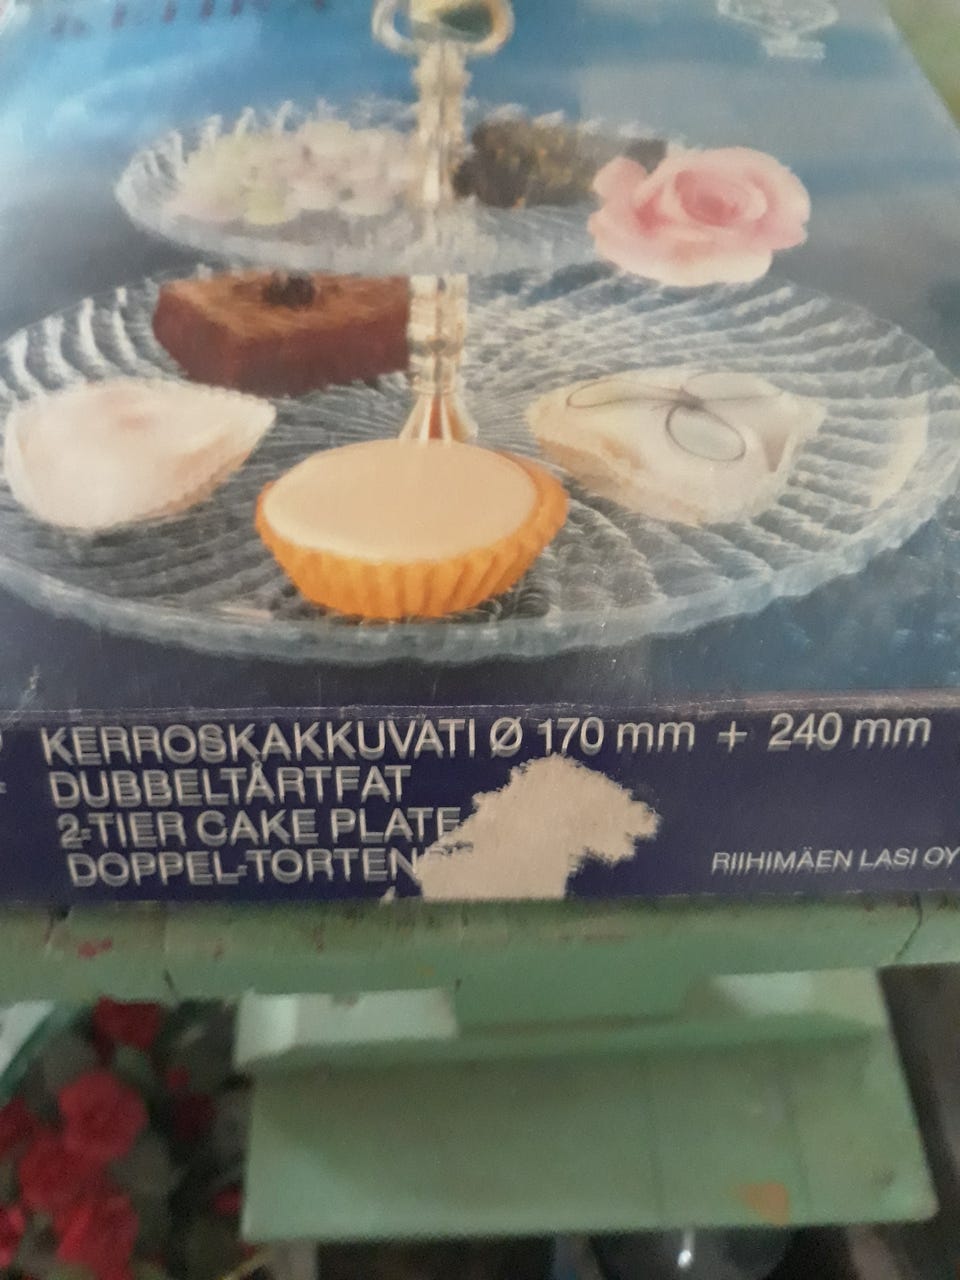 KERROSKAKKUVATI Ø 170 mm + 240 mm
DUBBELTÅRTFAT
2-TIER CAKE PLATE
DOPPEL-TORTEN
RIIHIMÄEN LASI OY